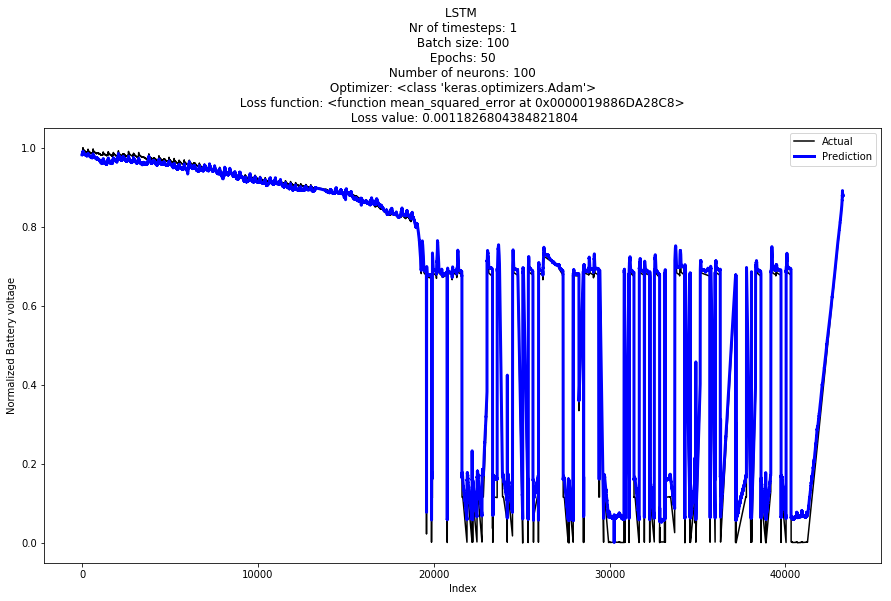 LSTM
Nr of timesteps: 1
Batch size: 100
Epochs: 50
Number of neurons: 100
Optimizer: <class 'keras.optimizers.Adam'>
Loss function: <function mean_squared_error at 0x0000019886DA28C8>
Loss value: 0.0011826804384821804
Actual
Prediction
Normalized Battery voltage
1.0
0.8
0.6
0.4
0.2
0.0
0
10000
20000
30000
40000
Index